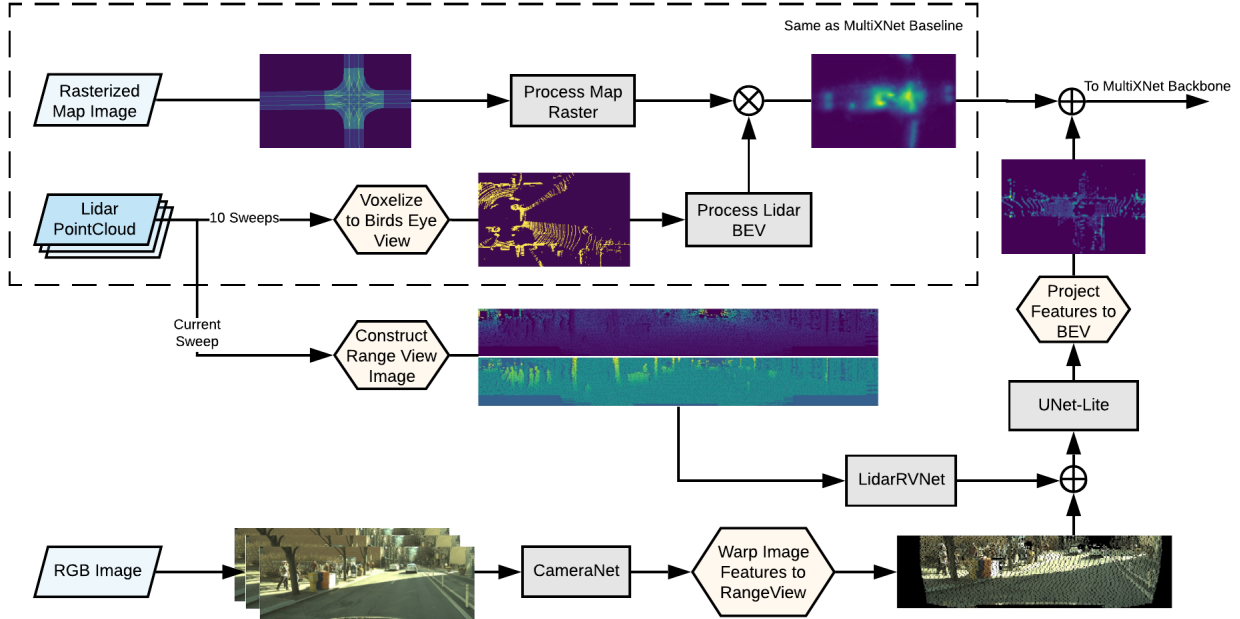 Same as MultiXNet Baseline
Rasterized
Map Image
Process Map
Raster
To MultiXNet Backbone
Lidar
PointCloud
10 Sweeps
Voxelize
to Birds Eye
View
Process Lidar
BEV
Current
Sweep
Construct
Range View
Image
Project
Features to
BEV
UNet-Lite
LidarRVNet
RGB Image
CameraNet
Warp Image
Features to
RangeView